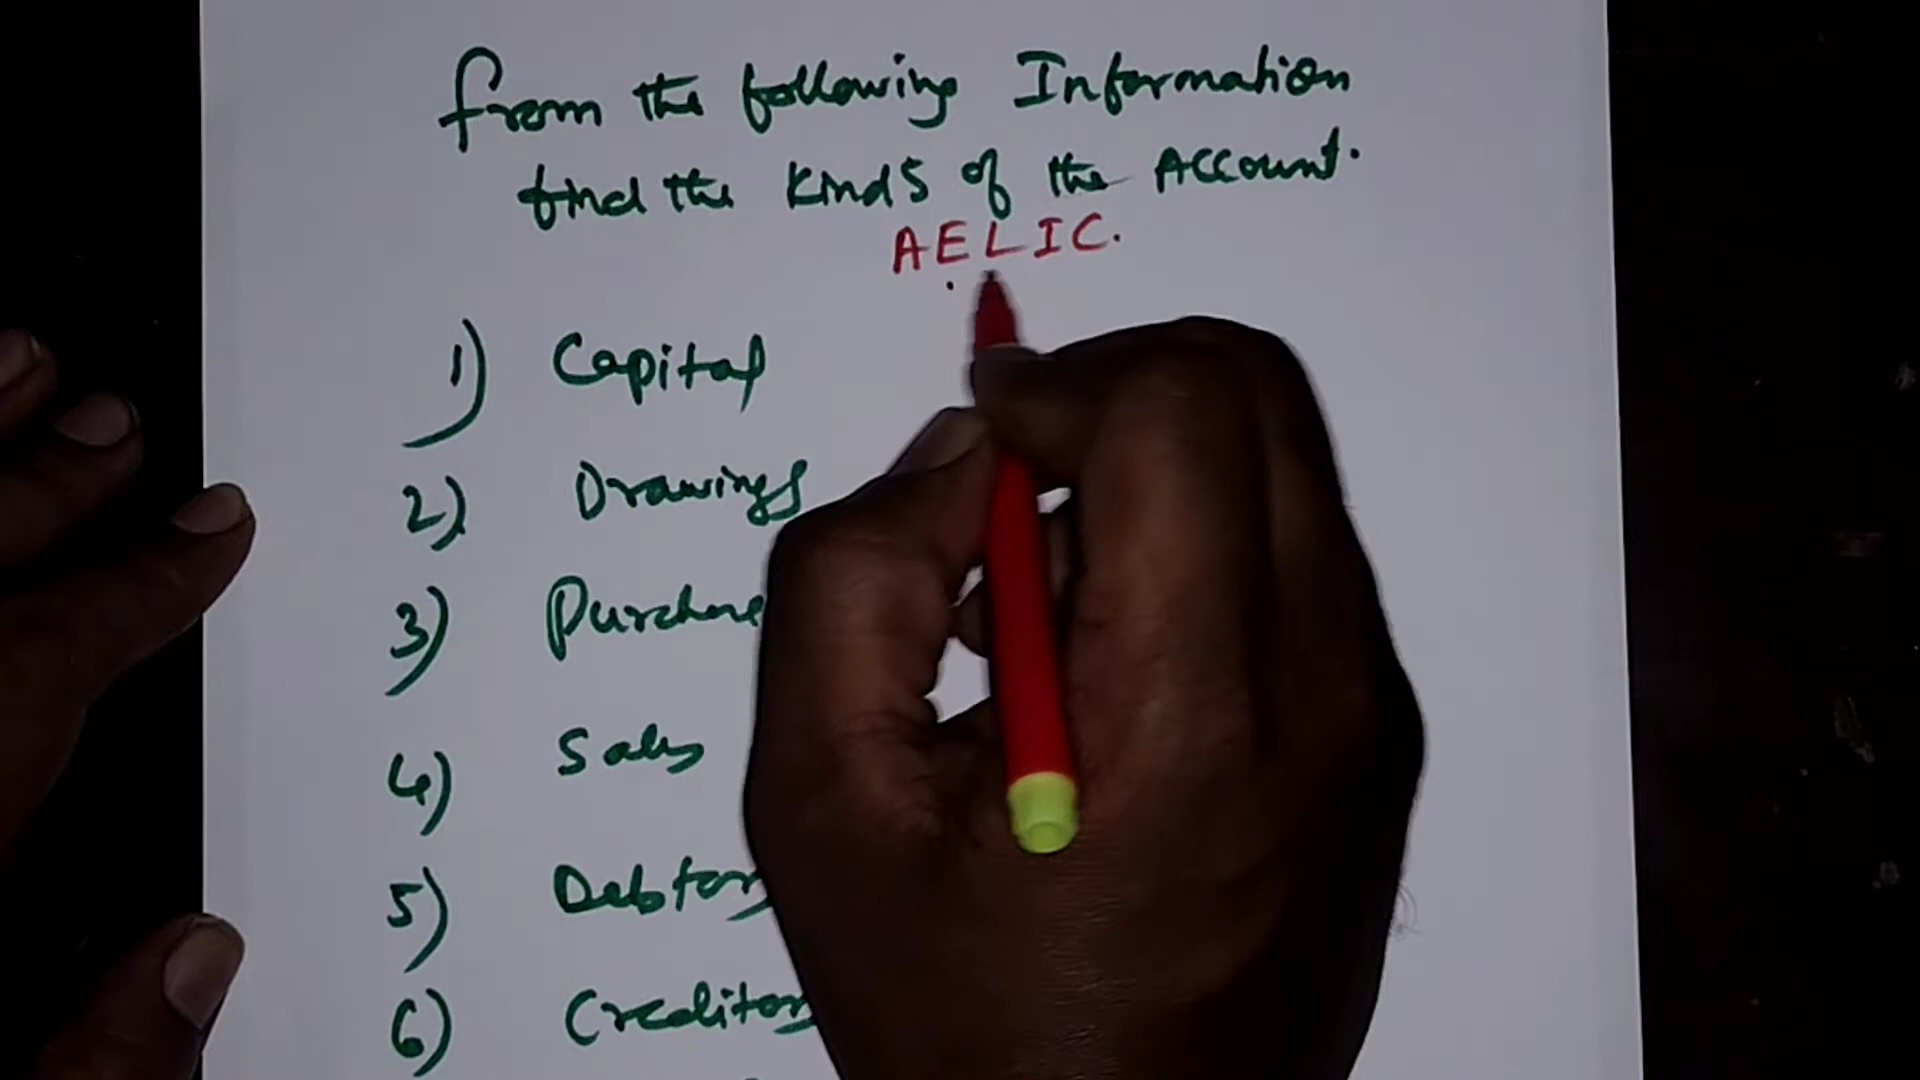 From the following Information
find the Kinds of the Account.
AELIC.
1) Capital
2) Drawings
3) Purchase
4) Sales
5) Debtors
6) Creditors